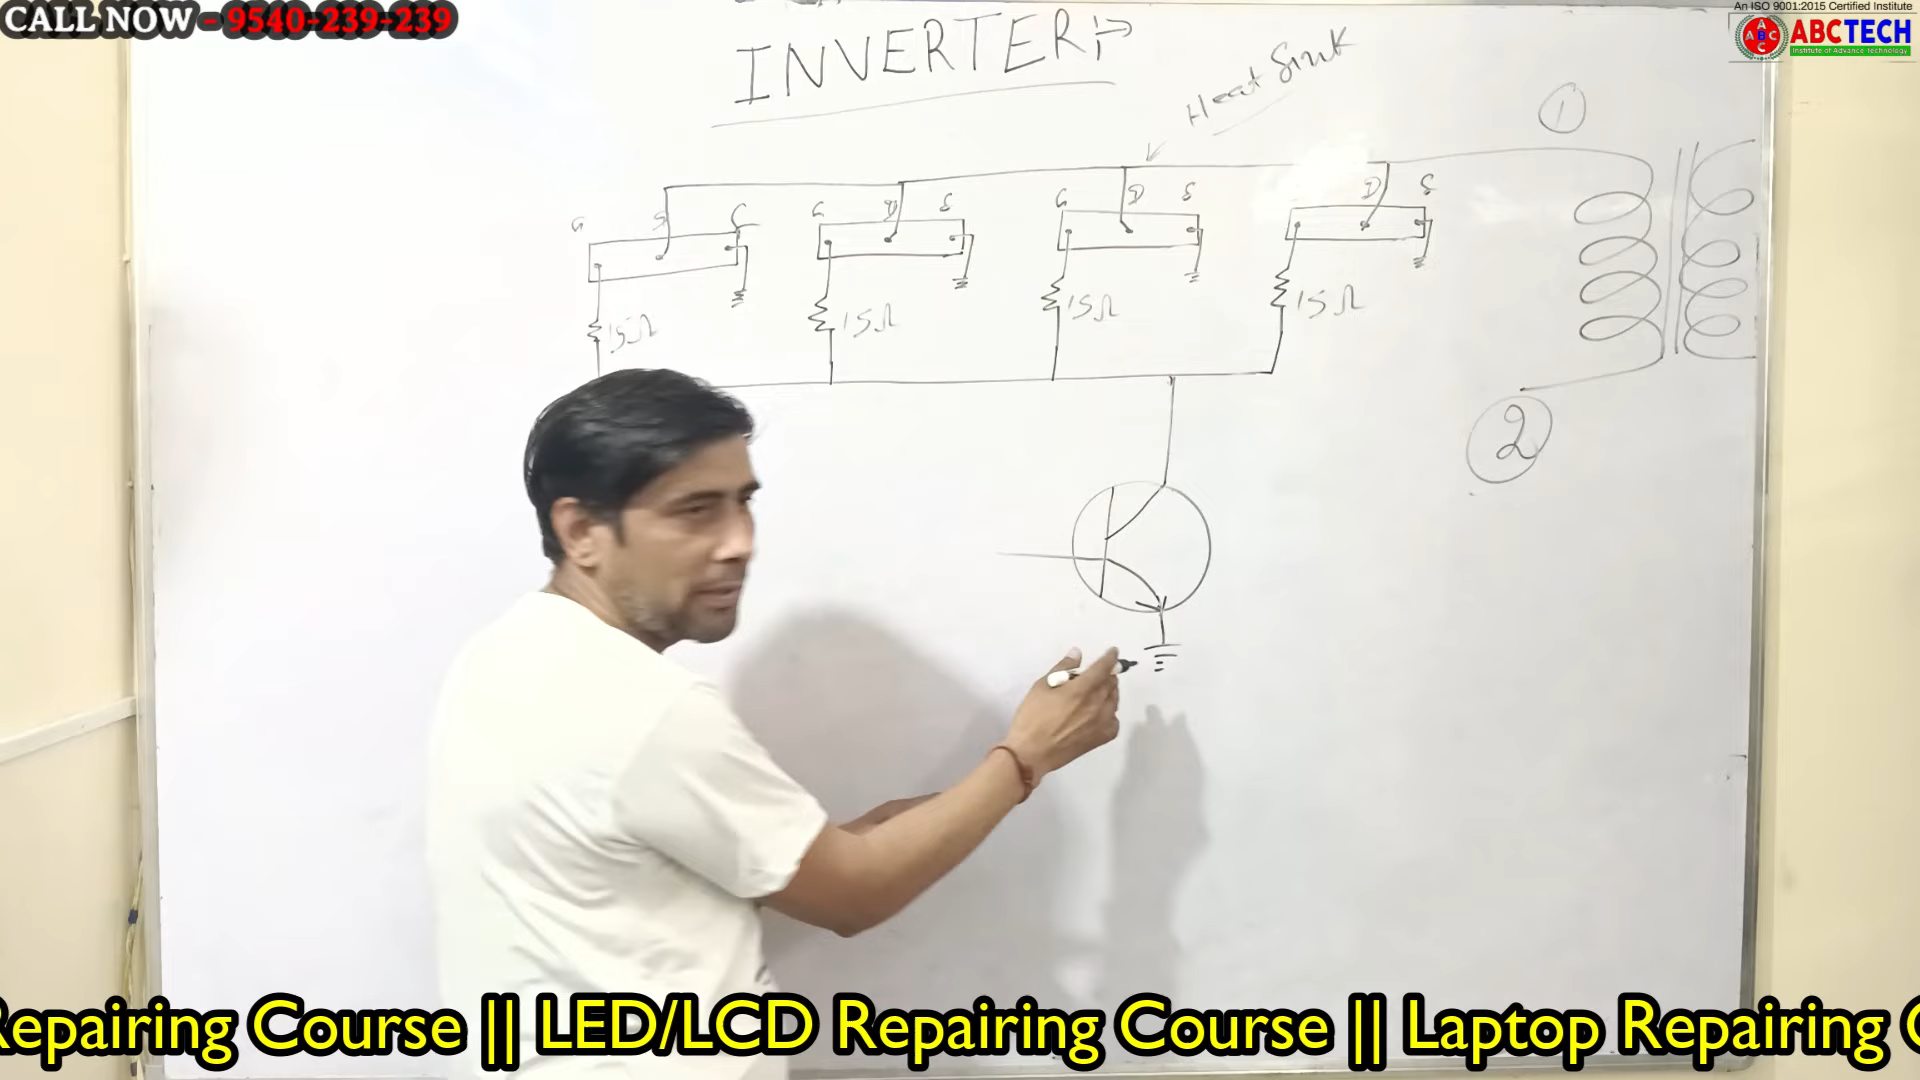 CALL NOW - 9540-239-239
An ISO 9001:2015 Certified Institute
ABCTECH
Institute of Advance Technology
INVERTER:-
Heat Sink
1
G D S
G D S
G D S
D S
15Ω 15Ω 15Ω 15Ω
2
Repairing Course || LED/LCD Repairing Course || Laptop Repairing C